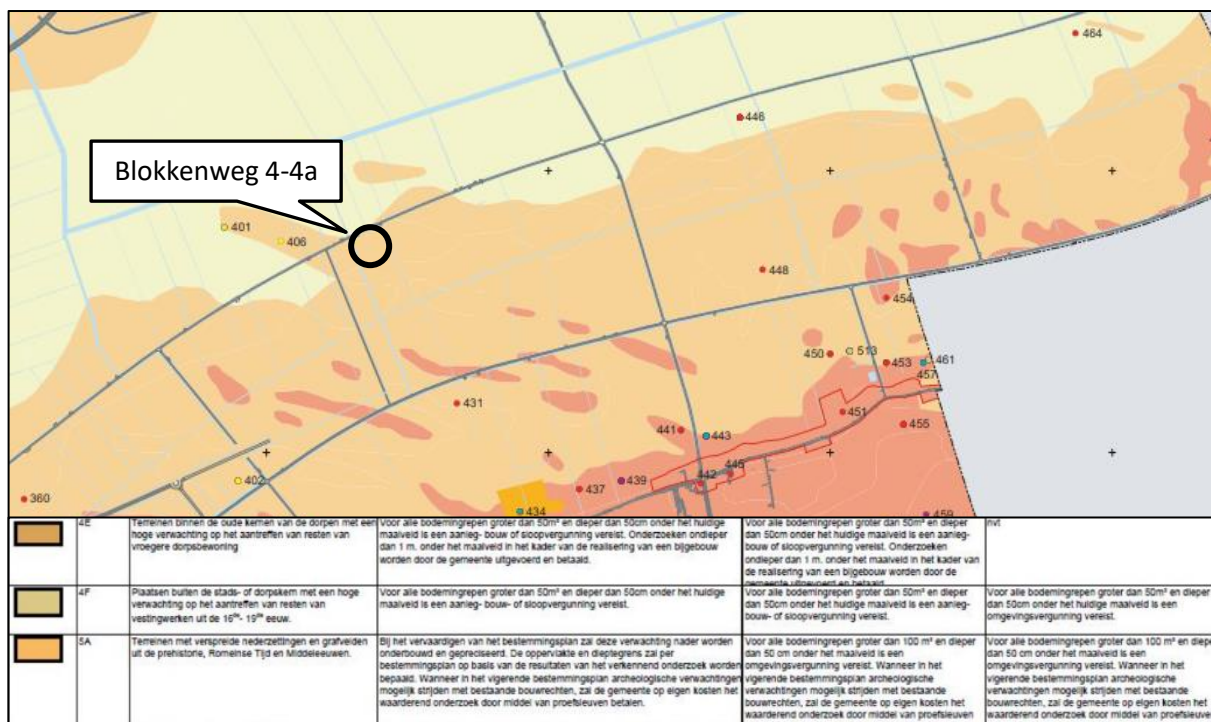 464
446
Blokkenweg 4-4a
401
406
448
454
450
513
453
461
457
431
451
441
443
455
446
442
439
437
402
360
434
459
4E
Terreinen binnen de oude kernen van de dorpen met een
hoge verwachting op het aantreffen van resten van
vroegere dorpsbewoning
Voor alle bodemingrepen groter dan 50m² en dieper dan 50cm onder het huidige
maaiveld is een aanleg- bouw of sloopvergunning vereist. Onderzoeken ondieper
dan 1 m. onder het maaiveld in het kader van de realisering van een bijgebouw
worden door de gemeente uitgevoerd en betaald.
Voor alle bodemingrepen groter dan 50m² en dieper
dan 50cm onder het huidige maaiveld is een aanleg-
bouw of sloopvergunning vereist. Onderzoeken
ondieper dan 1 m. onder het maaiveld in het kader van
de realisering van een bijgebouw worden door de
gemeente uitgevoerd en betaald
nvt
4F
Plaatsen buiten de stads- of dorpskern met een hoge
verwachting op het aantreffen van resten van
vestingwerken uit de 16de- 19de eeuw.
Voor alle bodemingrepen groter dan 50m² en dieper dan 50cm onder het huidige
maaiveld is een aanleg- bouw- of sloopvergunning vereist.
Voor alle bodemingrepen groter dan 50m² en dieper
dan 50cm onder het huidige maaiveld is een aanleg-
bouw- of sloopvergunning vereist.
Voor alle bodemingrepen groter dan 50m² en dieper
dan 50cm onder het huidige maaiveld is een
omgevingsvergunning vereist.
5A
Terreinen met verspreide nederzettingen en grafvelden
uit de prehistorie, Romeinse Tijd en Middeleeuwen.
Bij het vervaardigen van het bestemmingsplan zal deze verwachting nader worden
onderbouwd en gepreciseerd. De oppervlakte en dieptegrens zal per
bestemmingsplan op basis van de resultaten van het verkennend onderzoek worden
bepaald. Wanneer in het vigerende bestemmingsplan archeologische verwachtingen
mogelijk strijden met bestaande bouwrechten, zal de gemeente op eigen kosten het
waarderend onderzoek door middel van proefsleuven betalen.
Voor alle bodemingrepen groter dan 100 m² en dieper
dan 50 cm onder het maaiveld is een
omgevingsvergunning vereist. Wanneer in het
vigerende bestemmingsplan archeologische
verwachtingen mogelijk strijden met bestaande
bouwrechten, zal de gemeente op eigen kosten het
waarderend onderzoek door middel van proefsleuven
Voor alle bodemingrepen groter dan 100 m² en dieper
dan 50 cm onder het maaiveld is een
omgevingsvergunning vereist. Wanneer in het
vigerende bestemmingsplan archeologische
verwachtingen mogelijk strijden met bestaande
bouwrechten, zal de gemeente op eigen kosten het
waarderend onderzoek door middel van proefsleuven